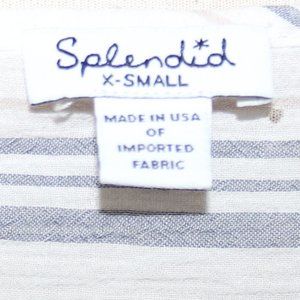 Splendid
X-SMALL
MADE IN USA
OF
IMPORTED
FABRIC